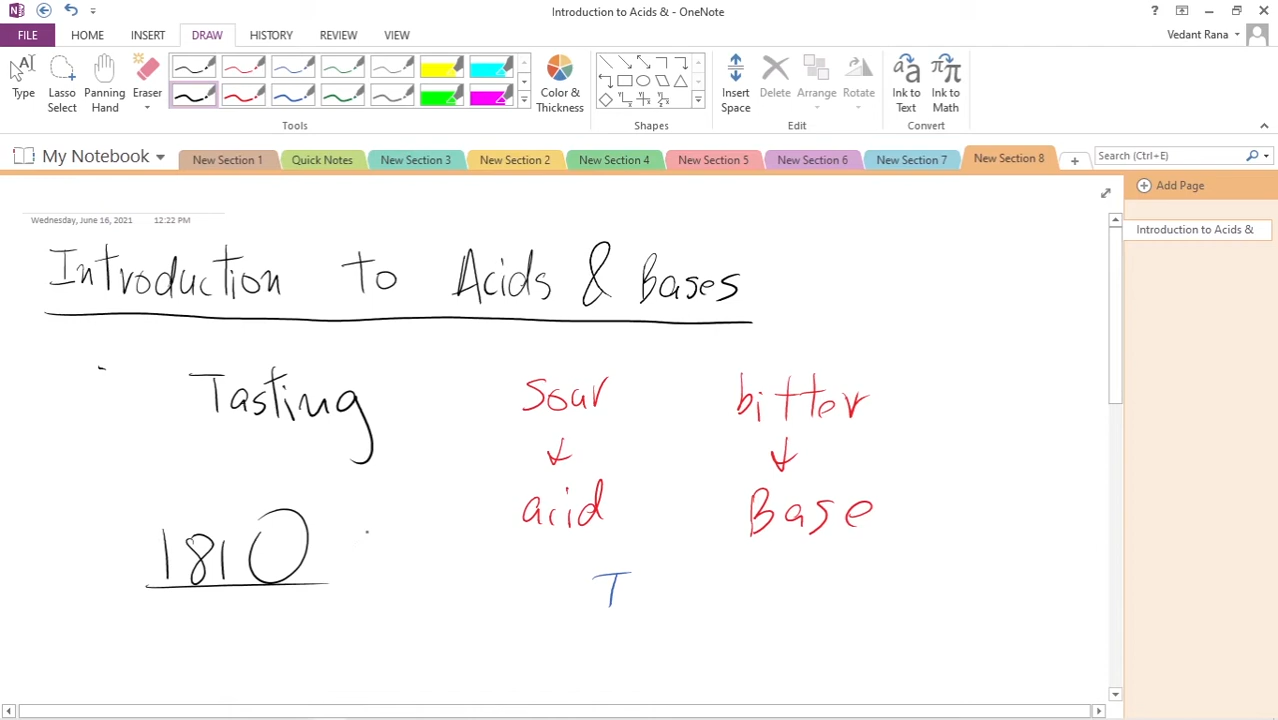 Introduction to Acids & - OneNote
?
FILE HOME INSERT DRAW HISTORY REVIEW VIEW
Vedant Rana
Type
Lasso Select
Panning Hand
Eraser
Color & Thickness
Insert Space
Delete
Arrange
Rotate
Ink to Text
Ink to Math
Tools Shapes Edit Convert
My Notebook New Section 1 Quick Notes New Section 3 New Section 2 New Section 4 New Section 5 New Section 6 New Section 7 New Section 8 Search (Ctrl+E)
Add Page
Wednesday, June 16, 2021 12:22 PM
Introduction to Acids &
Introduction to Acids & Bases
Tasting sour bitter
acid Base
1810
T